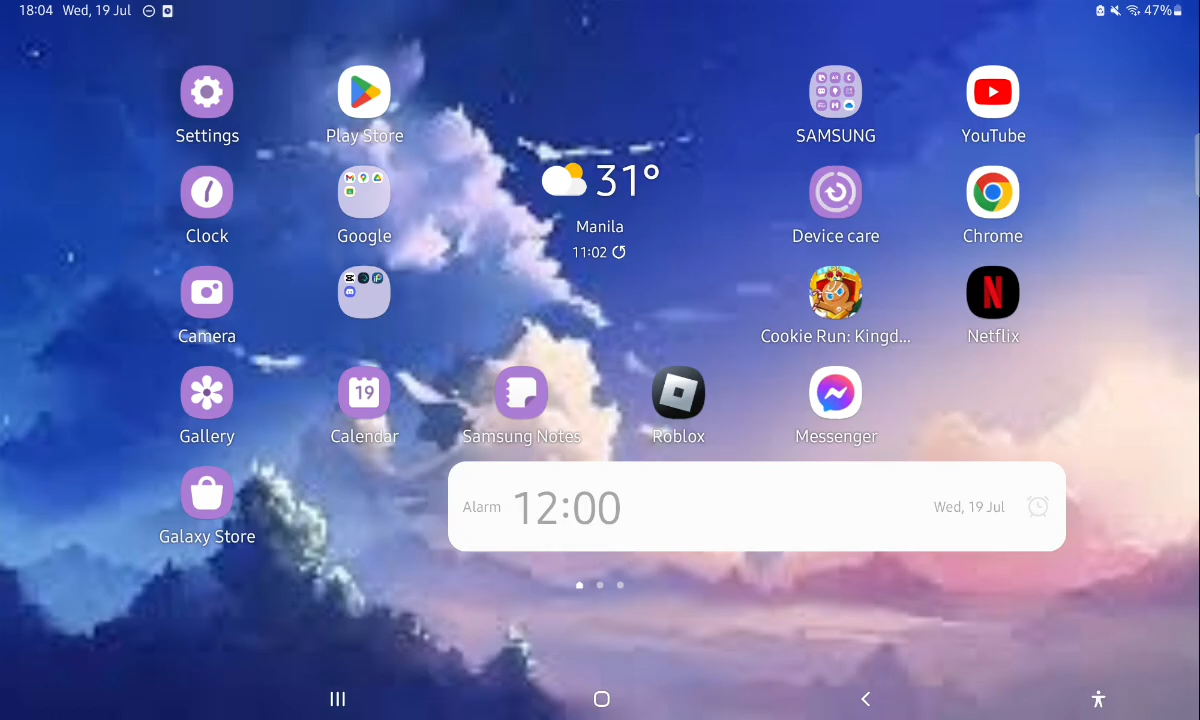 18:04 Wed, 19 Jul
47%
Settings
Play Store
SAMSUNG
YouTube
31°
Manila
11:02
Clock
Google
Device care
Chrome
Camera
Cookie Run: Kingd...
Netflix
19
Gallery
Calendar
Samsung Notes
Roblox
Messenger
Galaxy Store
Alarm 12:00 Wed, 19 Jul